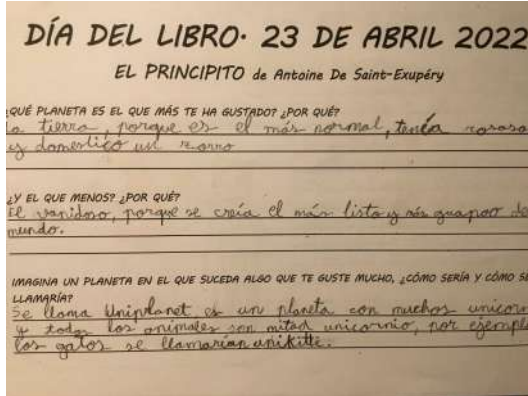 DÍA DEL LIBRO· 23 DE ABRIL 2022
EL PRINCIPITO de Antoine De Saint-Exupéry
¿QUÉ PLANETA ES EL QUE MÁS TE HA GUSTADO? ¿POR QUÉ?
La tierra, porque es el más normal, tenía rosas
y domestico un zorro
¿Y EL QUE MENOS? ¿POR QUÉ?
El vanidoso, porque se creía el más listo y más guapoo
mundo.
IMAGINA UN PLANETA EN EL QUE SUCEDA ALGO QUE TE GUSTE MUCHO, ¿CÓMO SERÍA Y CÓMO SE
LLAMARÍA?
Se llama Uniplanet es un planeta con muchos unicorn
y todos los animales son mitad unicornio, por ejemplo
los gatos se llamarían unikitti.